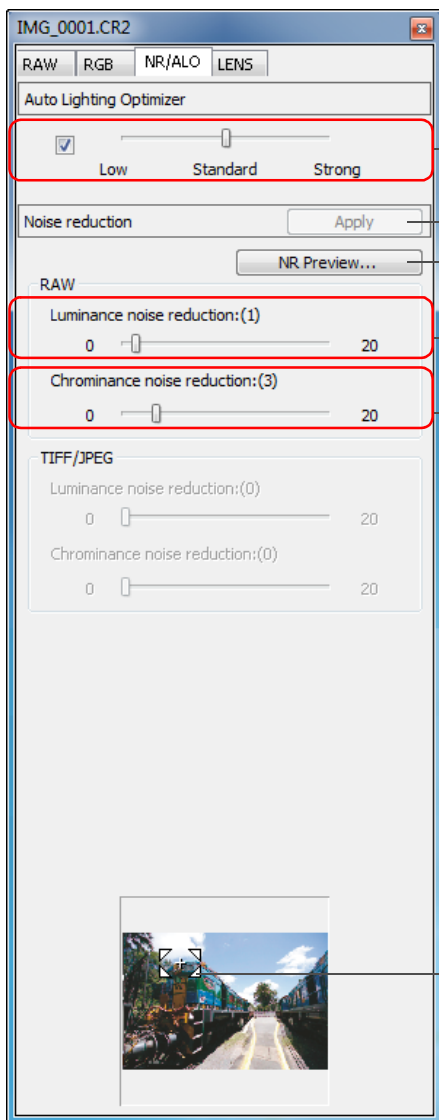 IMG_0001.CR2
RAW RGB NR/ALO LENS
Auto Lighting Optimizer
Low Standard Strong
Noise reduction Apply
NR Preview...
RAW
Luminance noise reduction:(1)
0 20
Chrominance noise reduction:(3)
0 20
TIFF/JPEG
Luminance noise reduction:(0)
0 20
Chrominance noise reduction:(0)
0 20